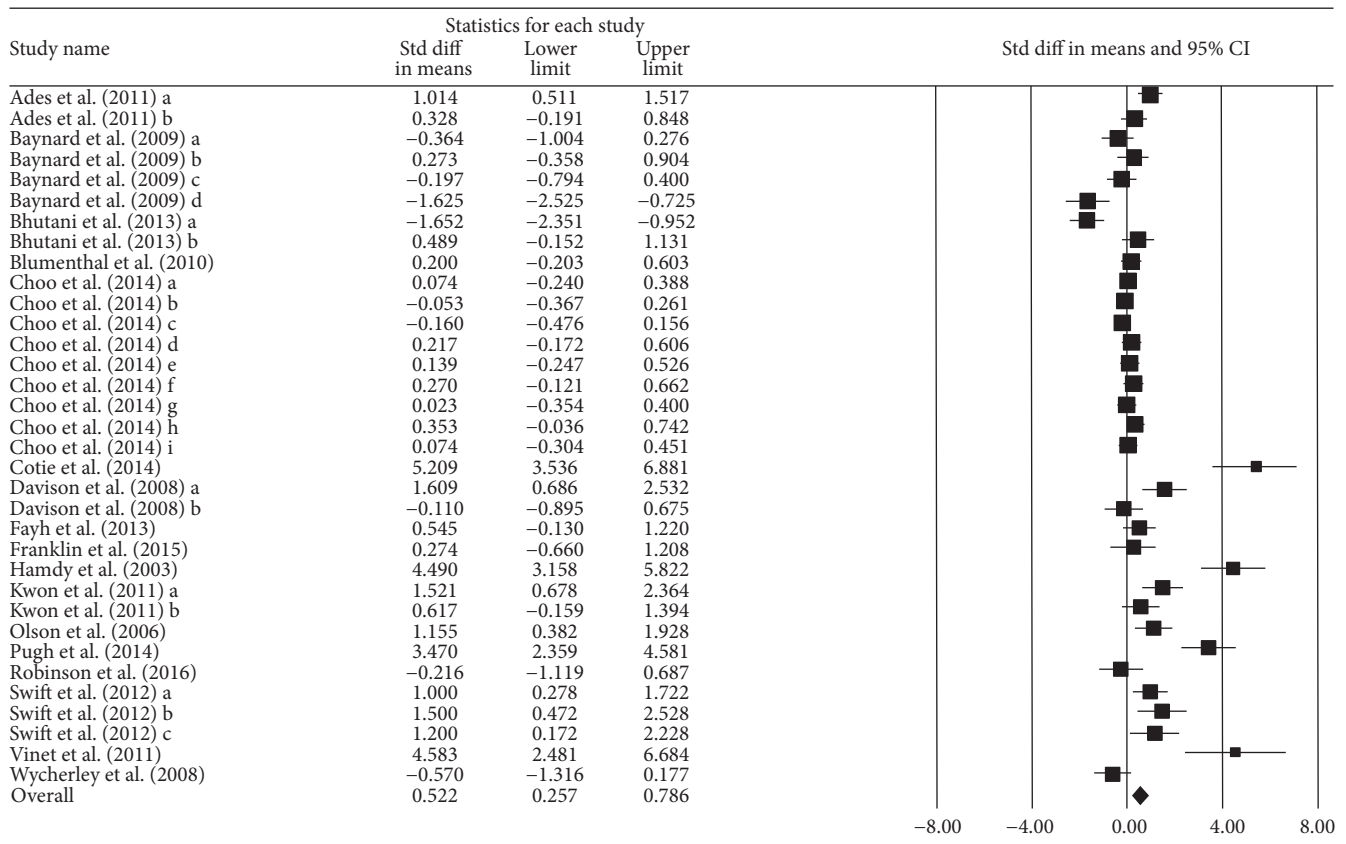 Statistics for each study
Study name Std diff in means Lower limit Upper limit Std diff in means and 95% CI
Ades et al. (2011) a 1.014 0.511 1.517
Ades et al. (2011) b 0.328 −0.191 0.848
Baynard et al. (2009) a −0.364 −1.004 0.276
Baynard et al. (2009) b 0.273 −0.358 0.904
Baynard et al. (2009) c −0.197 −0.794 0.400
Baynard et al. (2009) d −1.625 −2.525 −0.725
Bhutani et al. (2013) a −1.652 −2.351 −0.952
Bhutani et al. (2013) b 0.489 −0.152 1.131
Blumenthal et al. (2010) 0.200 −0.203 0.603
Choo et al. (2014) a 0.074 −0.240 0.388
Choo et al. (2014) b −0.053 −0.367 0.261
Choo et al. (2014) c −0.160 −0.476 0.156
Choo et al. (2014) d 0.217 −0.172 0.606
Choo et al. (2014) e 0.139 −0.247 0.526
Choo et al. (2014) f 0.270 −0.121 0.662
Choo et al. (2014) g 0.023 −0.354 0.400
Choo et al. (2014) h 0.353 −0.036 0.742
Choo et al. (2014) i 0.074 −0.304 0.451
Cotie et al. (2014) 5.209 3.536 6.881
Davison et al. (2008) a 1.609 0.686 2.532
Davison et al. (2008) b −0.110 −0.895 0.675
Fayh et al. (2013) 0.545 −0.130 1.220
Franklin et al. (2015) 0.274 −0.660 1.208
Hamdy et al. (2003) 4.490 3.158 5.822
Kwon et al. (2011) a 1.521 0.678 2.364
Kwon et al. (2011) b 0.617 −0.159 1.394
Olson et al. (2006) 1.155 0.382 1.928
Pugh et al. (2014) 3.470 2.359 4.581
Robinson et al. (2016) −0.216 −1.119 0.687
Swift et al. (2012) a 1.000 0.278 1.722
Swift et al. (2012) b 1.500 0.472 2.528
Swift et al. (2012) c 1.200 0.172 2.228
Vinet et al. (2011) 4.583 2.481 6.684
Wycherley et al. (2008) −0.570 −1.316 0.177
Overall 0.522 0.257 0.786
−8.00 −4.00 0.00 4.00 8.00